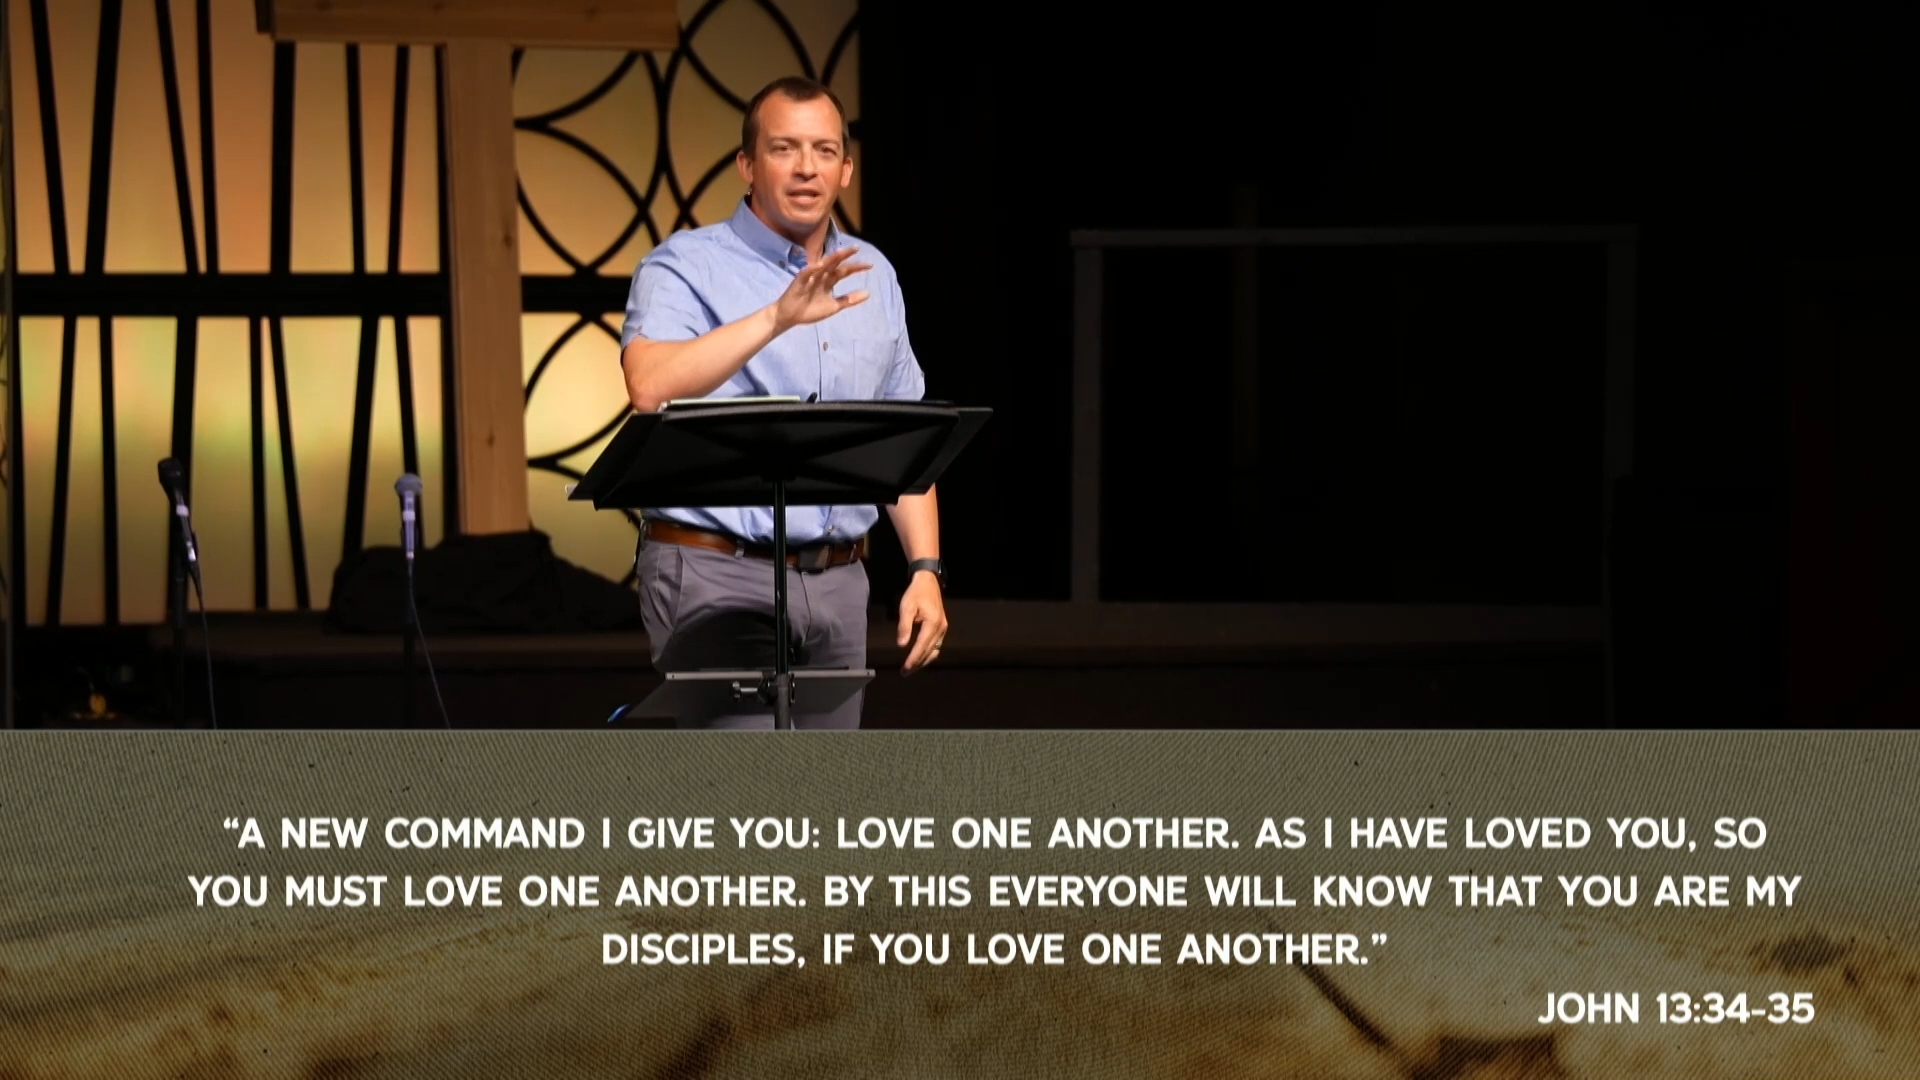 “A NEW COMMAND I GIVE YOU: LOVE ONE ANOTHER. AS I HAVE LOVED YOU, SO
YOU MUST LOVE ONE ANOTHER. BY THIS EVERYONE WILL KNOW THAT YOU ARE MY
DISCIPLES, IF YOU LOVE ONE ANOTHER.”
JOHN 13:34-35